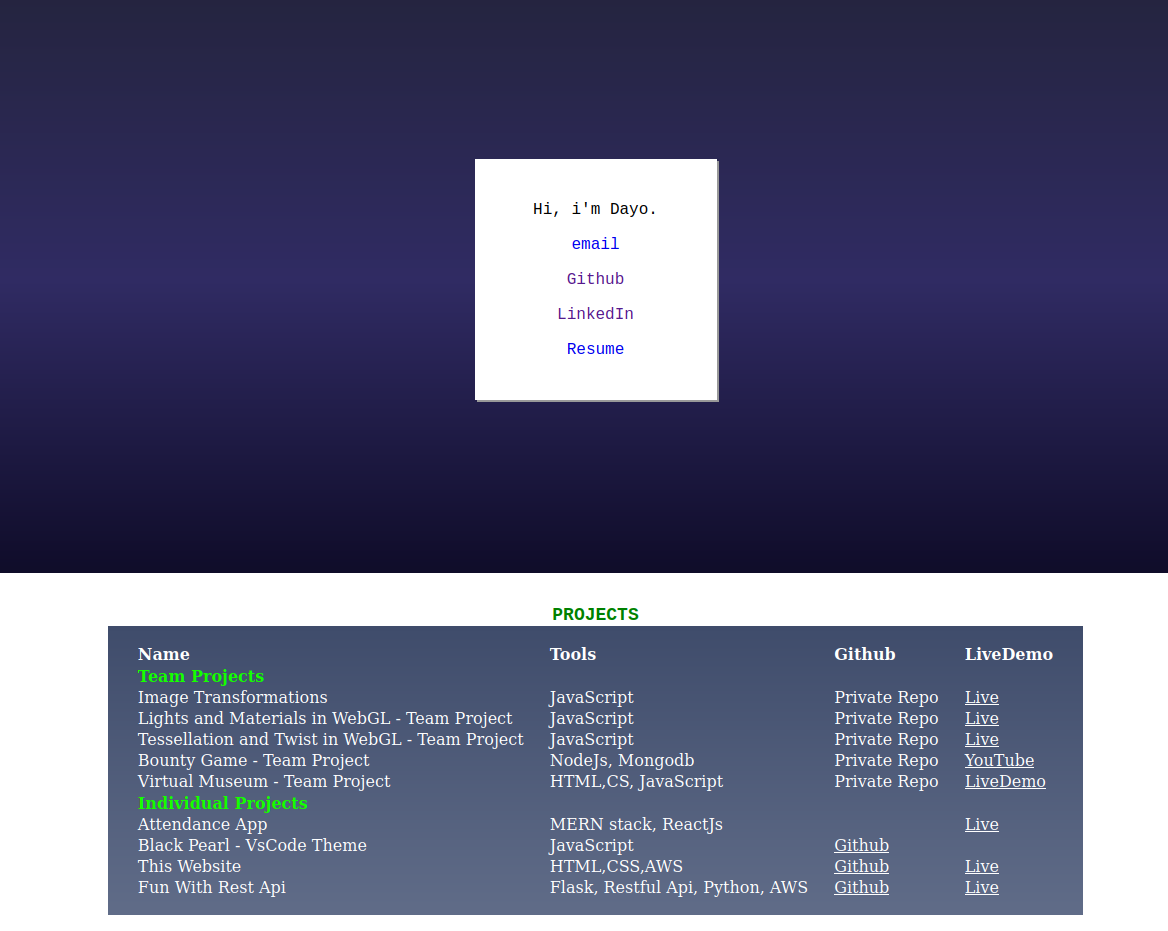 Hi, i'm Dayo.
email
Github
LinkedIn
Resume
PROJECTS
Name Tools Github LiveDemo
Team Projects
Image Transformations JavaScript Private Repo Live
Lights and Materials in WebGL - Team Project JavaScript Private Repo Live
Tessellation and Twist in WebGL - Team Project JavaScript Private Repo Live
Bounty Game - Team Project NodeJs, Mongodb Private Repo YouTube
Virtual Museum - Team Project HTML,CS, JavaScript Private Repo LiveDemo
Individual Projects
Attendance App MERN stack, ReactJs Live
Black Pearl - VsCode Theme JavaScript Github
This Website HTML,CSS,AWS Github Live
Fun With Rest Api Flask, Restful Api, Python, AWS Github Live